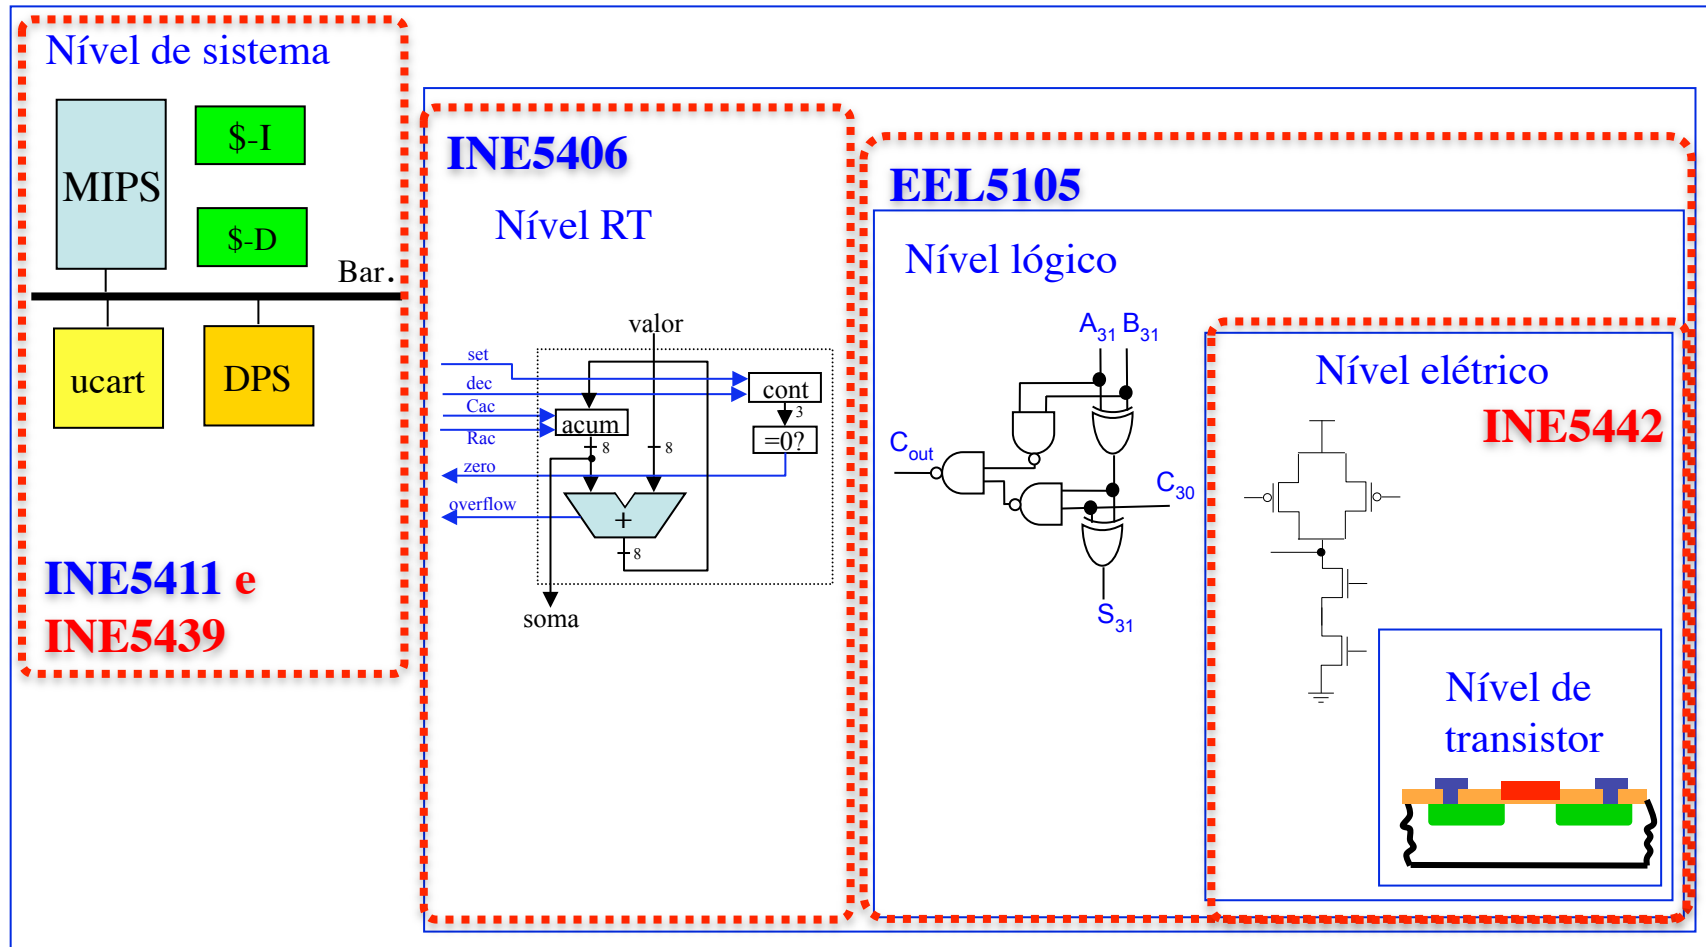 Nível de sistema
MIPS
$-I
$-D
Bar.
ucart
DPS
INE5411 e
INE5439
INE5406
Nível RT
valor
set
dec
Cac
Rac
zero
overflow
cont
3
=0?
acum
8
8
+
8
soma
EEL5105
Nível lógico
A31 B31
Cout
C30
S31
Nível elétrico
INE5442
Nível de
transistor